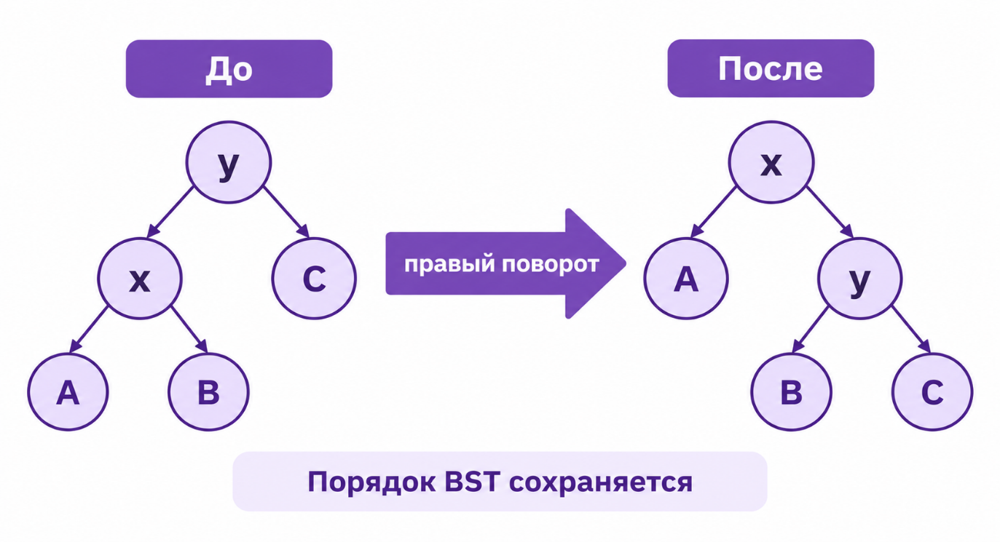 До
После
y
x
x
C
правый поворот
A
y
A
B
B
C
Порядок BST сохраняется